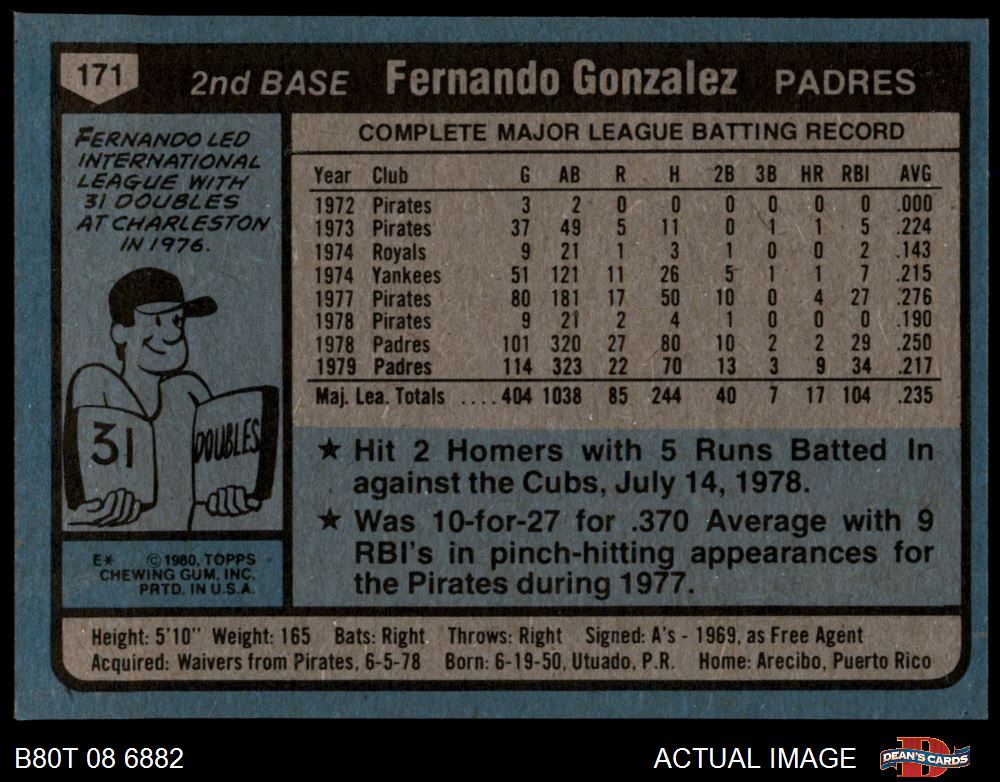 171 2nd BASE Fernando Gonzalez PADRES
FERNANDO LED
INTERNATIONAL
LEAGUE WITH
31 DOUBLES
AT CHARLESTON
IN 1976.
31 DOUBLES
E* © 1980, TOPPS
CHEWING GUM, INC.
PRTD. IN U.S.A.
COMPLETE MAJOR LEAGUE BATTING RECORD
Year Club G AB R H 2B 3B HR RBI AVG
1972 Pirates 3 2 0 0 0 0 0 0 .000
1973 Pirates 37 49 5 11 0 1 1 5 .224
1974 Royals 9 21 1 3 1 0 0 2 .143
1974 Yankees 51 121 11 26 5 1 1 7 .215
1977 Pirates 80 181 17 50 10 0 4 27 .276
1978 Pirates 9 21 2 4 1 0 0 0 .190
1978 Padres 101 320 27 80 10 2 2 29 .250
1979 Padres 114 323 22 70 13 3 9 34 .217
Maj. Lea. Totals ....404 1038 85 244 40 7 17 104 .235
★ Hit 2 Homers with 5 Runs Batted In
against the Cubs, July 14, 1978.
★ Was 10-for-27 for .370 Average with 9
RBI's in pinch-hitting appearances for
the Pirates during 1977.
Height: 5'10" Weight: 165 Bats: Right Throws: Right Signed: A's - 1969, as Free Agent
Acquired: Waivers from Pirates, 6-5-78 Born: 6-19-50, Utuado, P.R. Home: Arecibo, Puerto Rico
B80T 08 6882 ACTUAL IMAGE DEAN'S CARDS